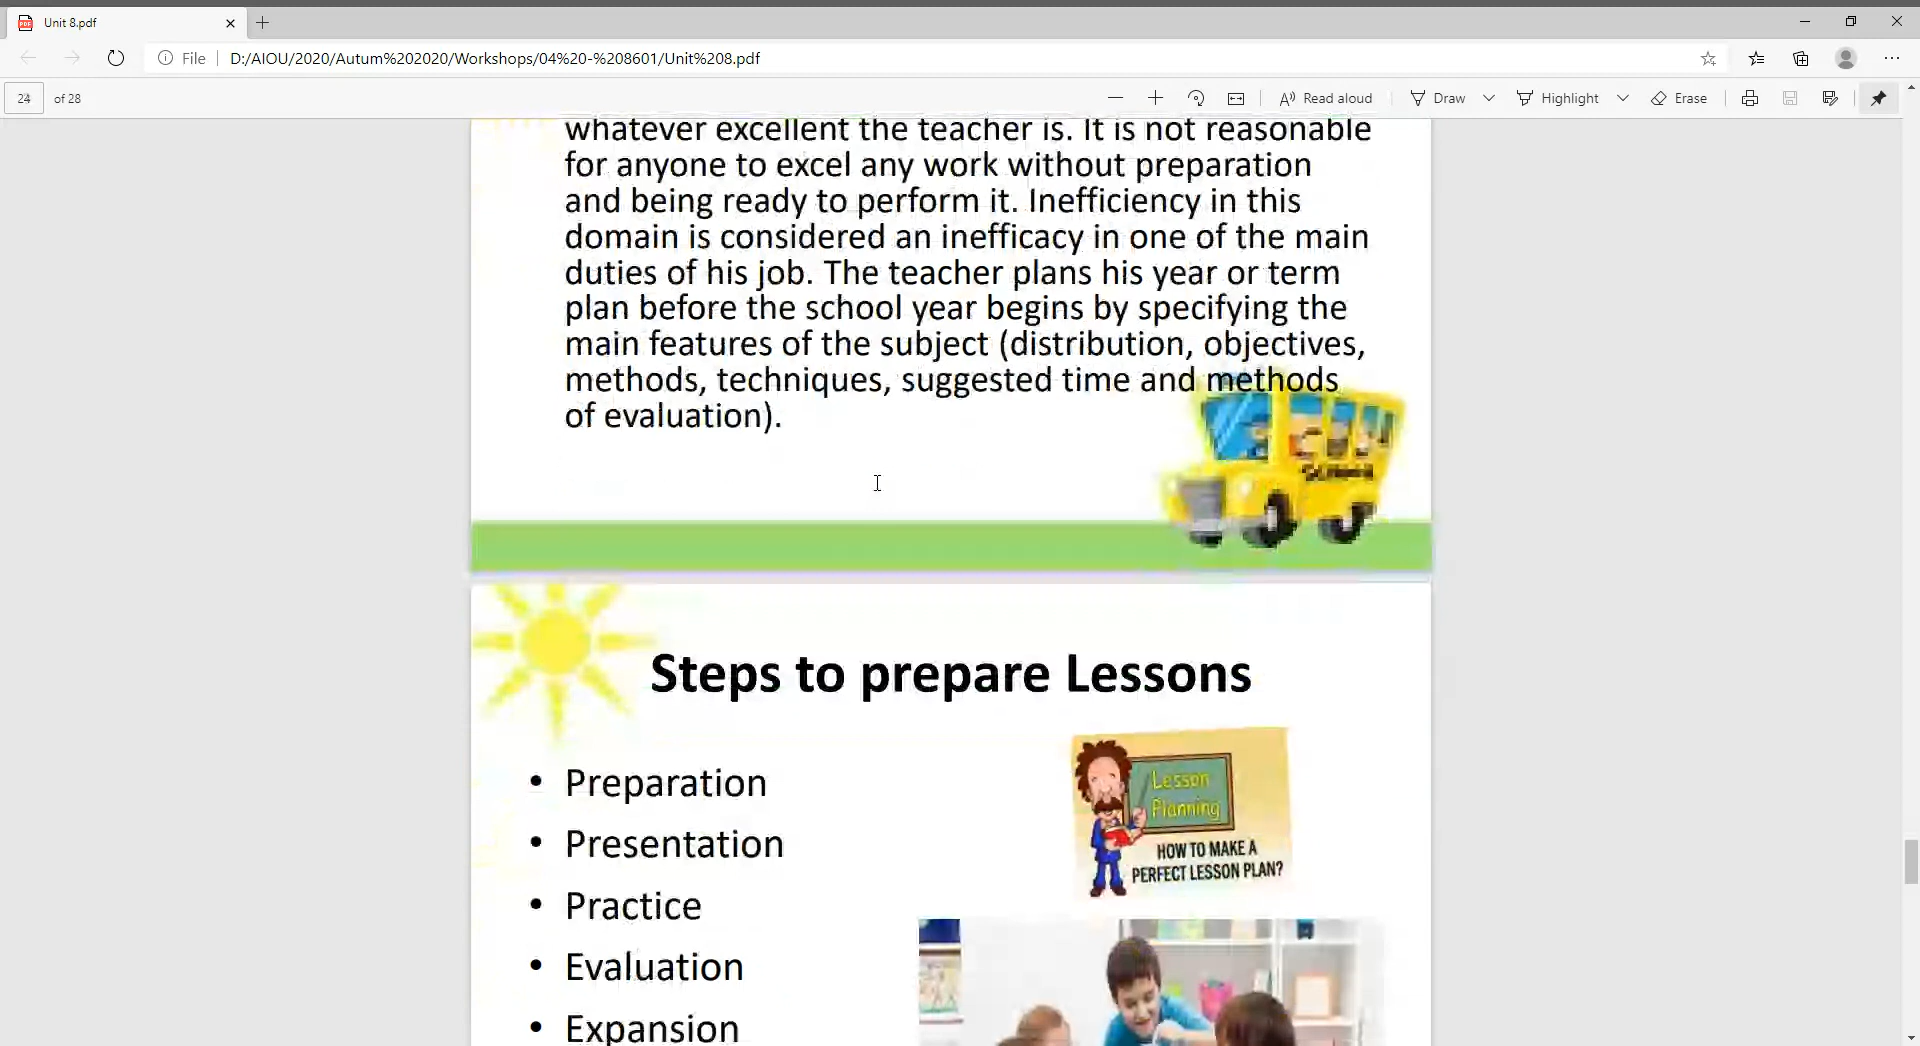 Unit 8.pdf
File
D:/AIOU/2020/Autum%202020/Workshops/04%20-%208601/Unit%208.pdf
24 of 28
Read aloud
Draw
Highlight
Erase
whatever excellent the teacher is. It is not reasonable
for anyone to excel any work without preparation
and being ready to perform it. Inefficiency in this
domain is considered an inefficacy in one of the main
duties of his job. The teacher plans his year or term
plan before the school year begins by specifying the
main features of the subject (distribution, objectives,
methods, techniques, suggested time and methods
of evaluation).
Steps to prepare Lessons
• Preparation
• Presentation
• Practice
• Evaluation
• Expansion
Lesson
Planning
HOW TO MAKE A
PERFECT LESSON PLAN?